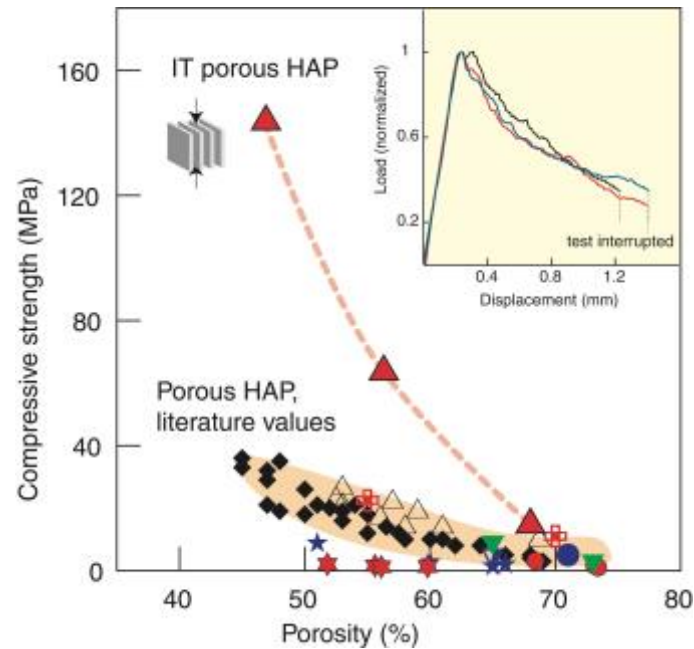 160
120
80
40
0
Compressive strength (MPa)
IT porous HAP
Porous HAP,
literature values
40
50
60
70
80
Porosity (%)
1
0.6
0.2
Load (normalized)
test interrupted
0.4
0.8
1.2
Displacement (mm)